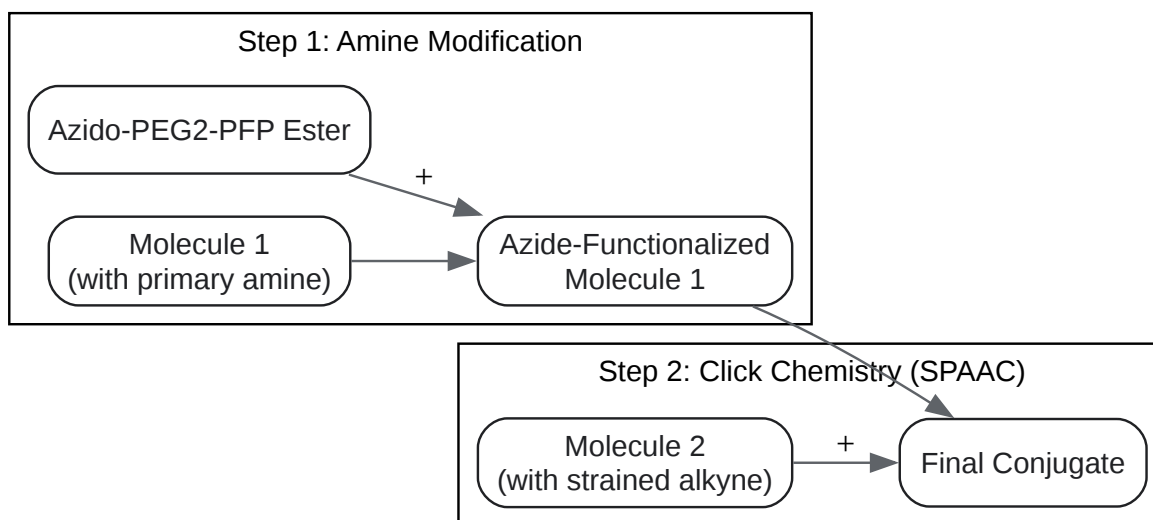 Step 1: Amine Modification
Azido-PEG2-PFP Ester
+
Molecule 1
(with primary amine)
Azide-Functionalized
Molecule 1
Step 2: Click Chemistry (SPAAC)
Molecule 2
(with strained alkyne)
+
Final Conjugate